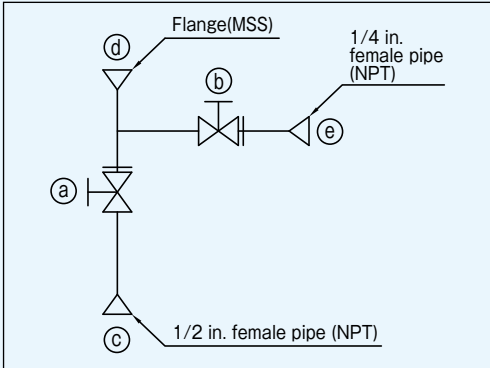 Flange(MSS)
d
1/4 in.
female pipe
(NPT)
b
e
a
1/2 in. female pipe (NPT)
c